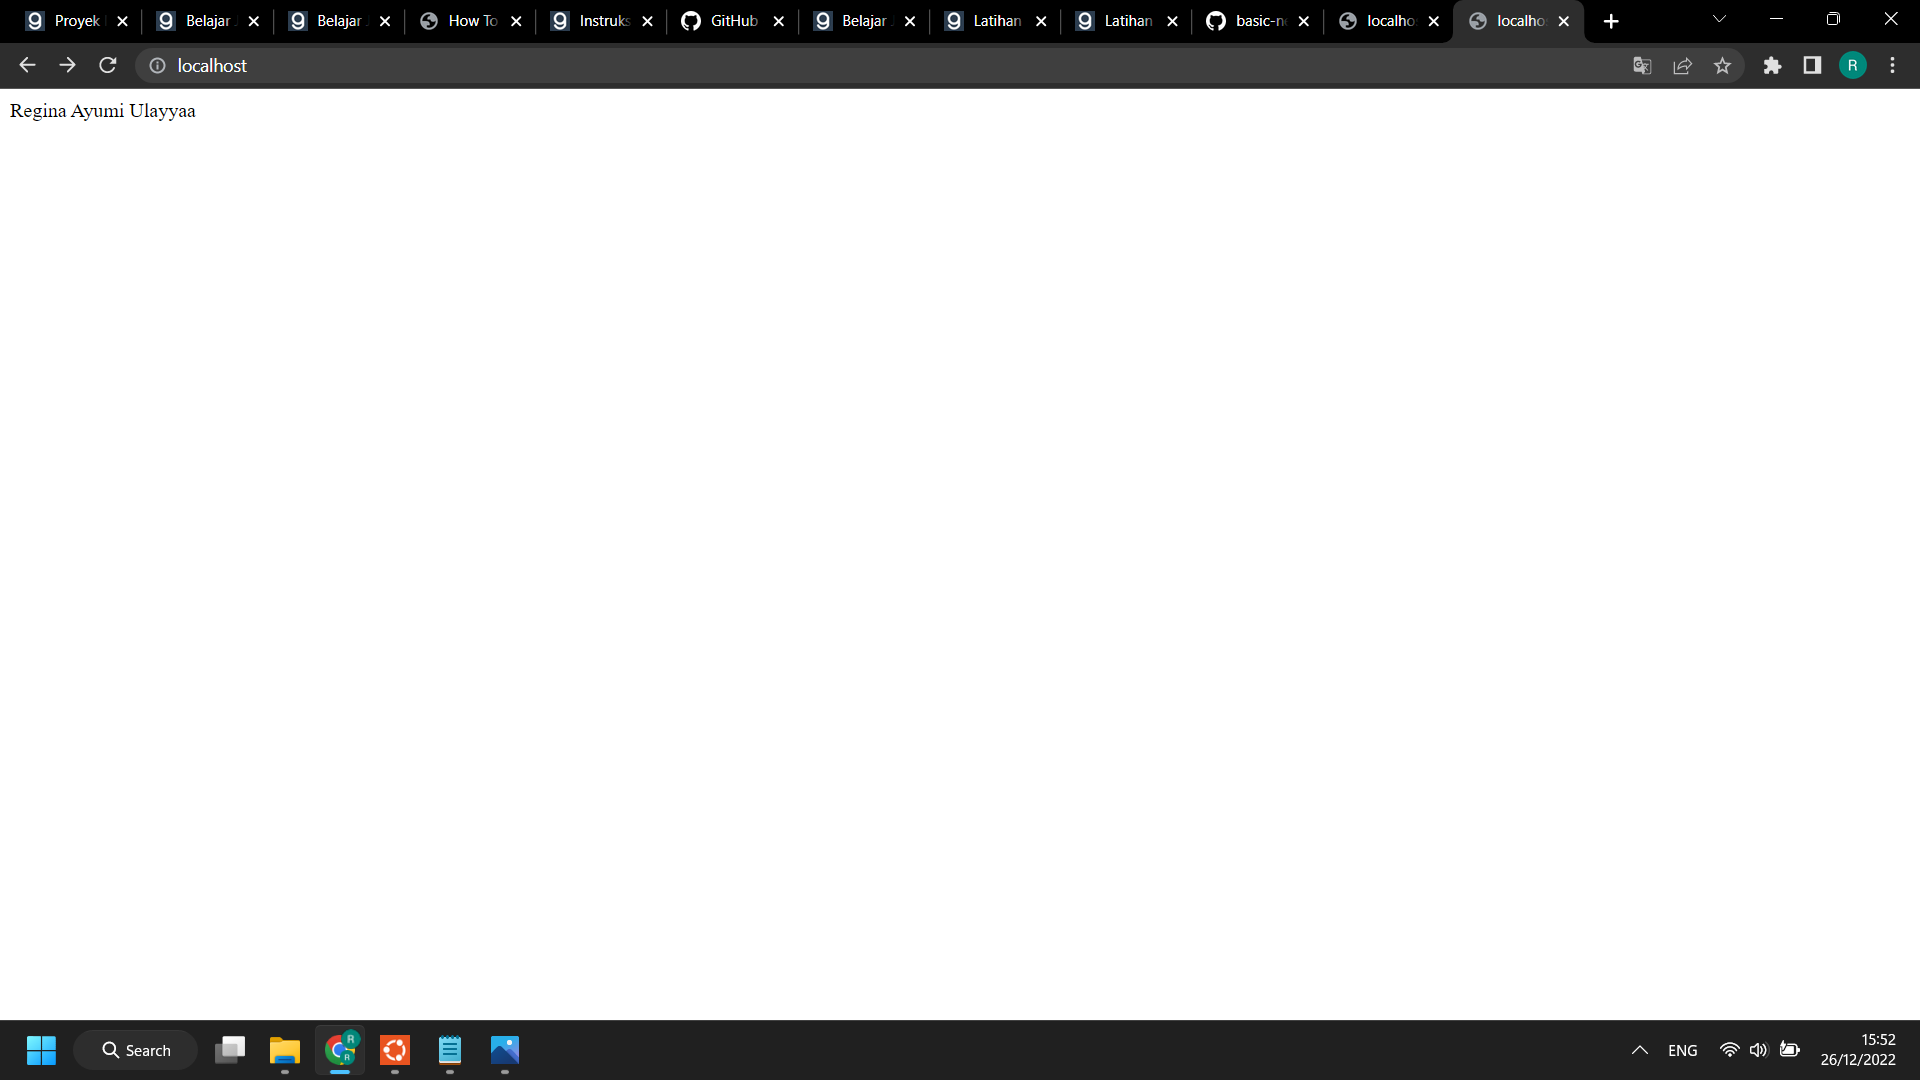 Proyek
Belajar
Belajar
How To
Instruks
GitHub
Belajar
Latihan
Latihan
basic-ne
localho
localho
localhost
R
Regina Ayumi Ulayyaa
Search
R
R
ENG
15:52
26/12/2022